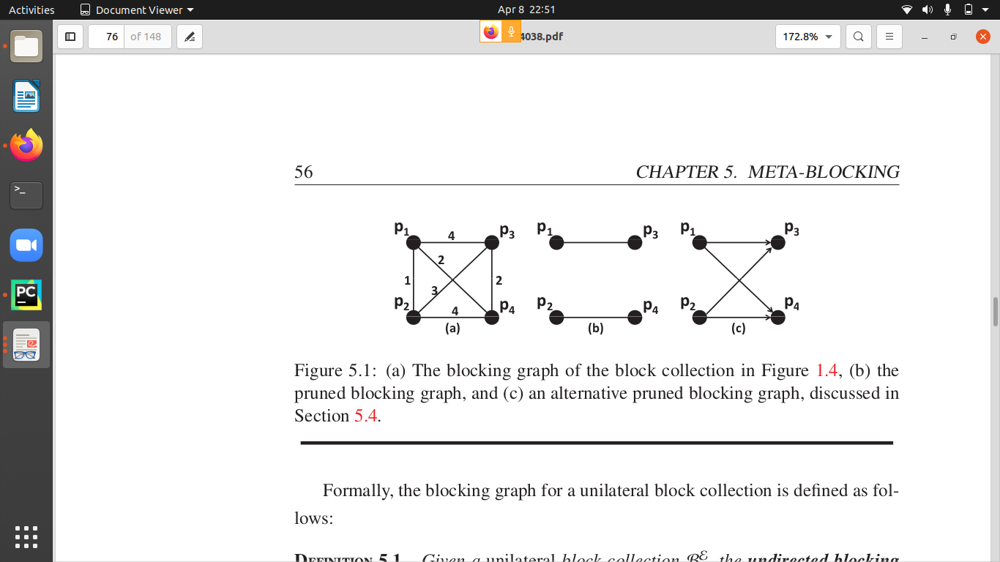 Activities Document Viewer Apr 8 22:51
76 of 148 4038.pdf 172.8%
56 CHAPTER 5. META-BLOCKING
p1 4 p3 p1 p3 p1 p3
2
1 2
3
p2 4 p4 p2 p4 p2 p4
(a) (b) (c)
Figure 5.1: (a) The blocking graph of the block collection in Figure 1.4, (b) the
pruned blocking graph, and (c) an alternative pruned blocking graph, discussed in
Section 5.4.
Formally, the blocking graph for a unilateral block collection is defined as fol-
lows:
DEFINITION 5.1 Given a unilateral block collection ℬℰ, the undirected blocking
>_
PC